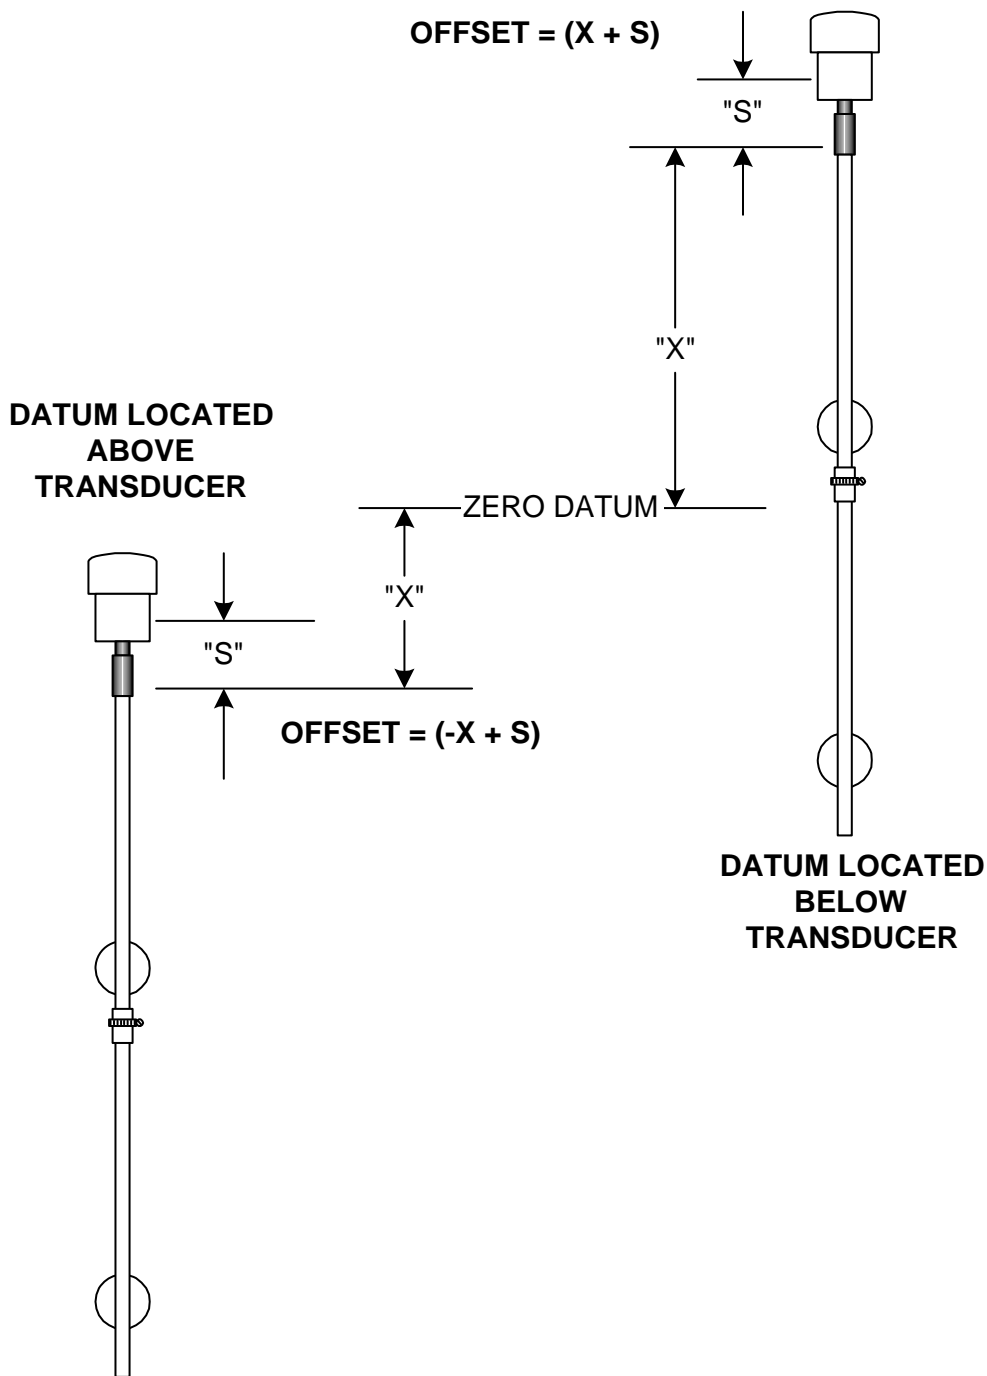 OFFSET = (X + S)
"S"
"X"
DATUM LOCATED
ABOVE
TRANSDUCER
ZERO DATUM
"X"
"S"
OFFSET = (-X + S)
DATUM LOCATED
BELOW
TRANSDUCER